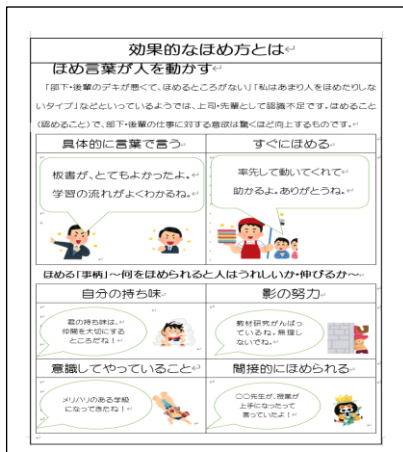 効果的なほめ方とは
ほめ言葉が人を動かす
「部下・後輩のデキが悪くて、ほめるところがない」「私はあまり人をほめたりしな
いタイプ」などといっているようでは、上司・先輩として認識不足です。ほめること
(認めること)で、部下・後輩の仕事に対する意欲は驚くほど向上するものです。
具体的に言葉で言う
すぐにほめる
板書が、とてもよかったよ。
学習の流れがよくわかるね。
率先して動いてくれて
助かるよ。ありがとうね。
ほめる「事柄」～何をほめられると人はうれしいか・伸びるか～
自分の持ち味
影の努力
君の持ち味は、
仲間を大切にする
ところだね！
教材研究がんばっ
ているね。無理し
ないでね。
意識してやっていること
間接的にほめられる
メリハリのある学級
になってきたね！
〇〇先生が、授業が
上手になったって
言っていたよ！